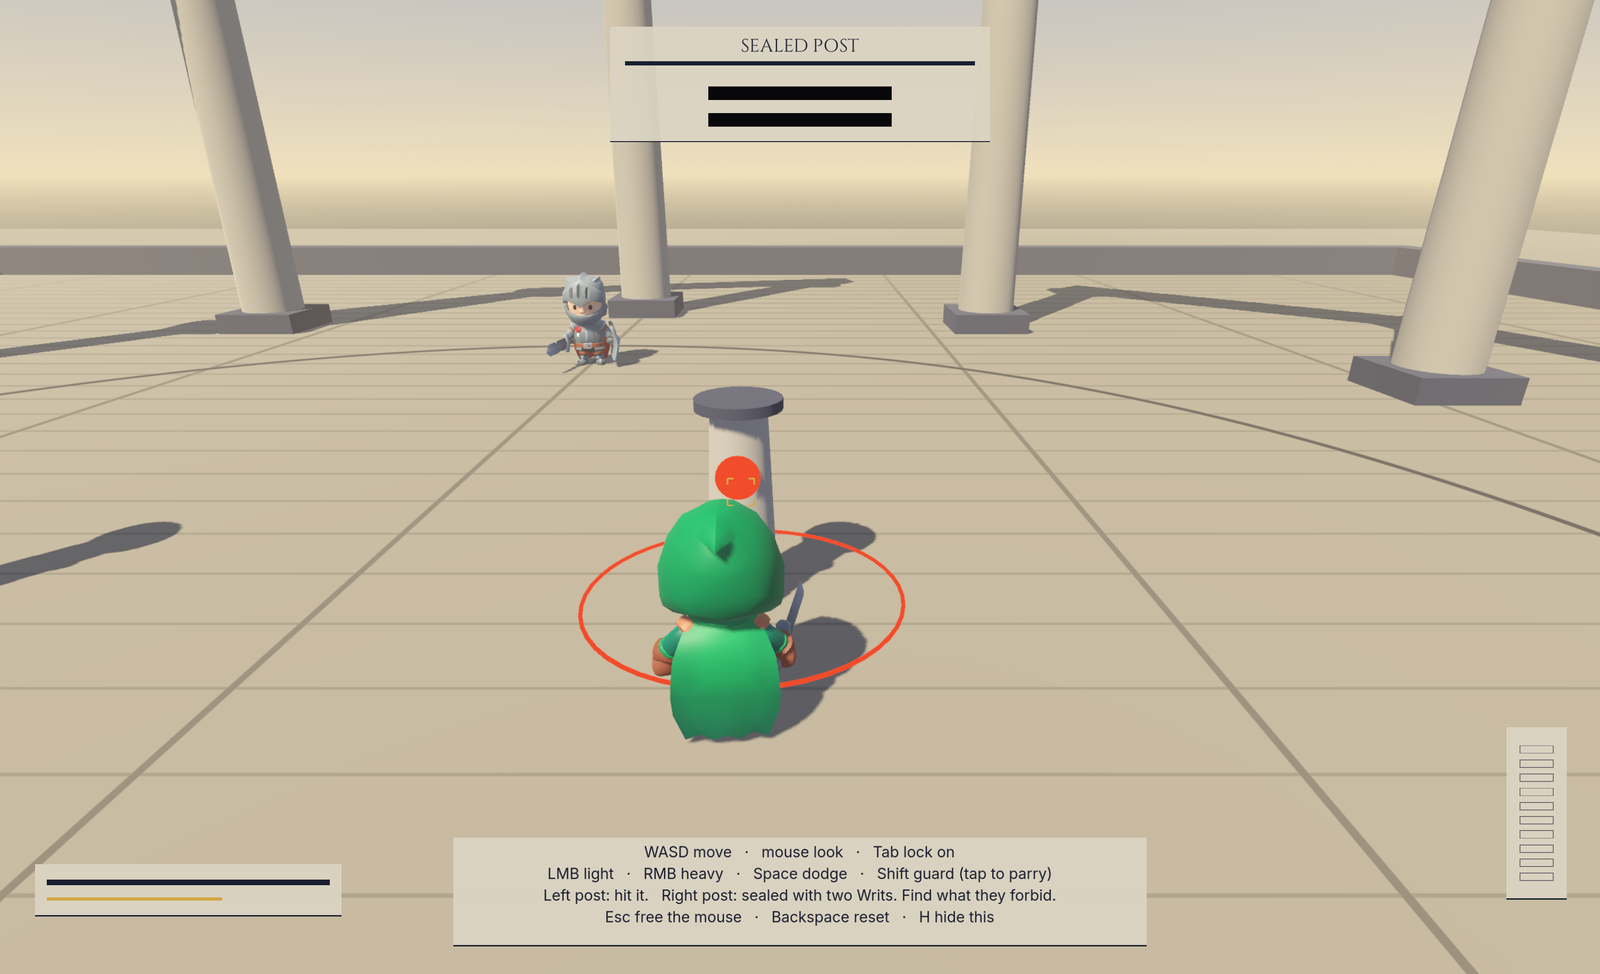 SEALED POST
WASD move · mouse look · Tab lock on
LMB light · RMB heavy · Space dodge · Shift guard (tap to parry)
Left post: hit it. Right post: sealed with two Writs. Find what they forbid.
Esc free the mouse · Backspace reset · H hide this